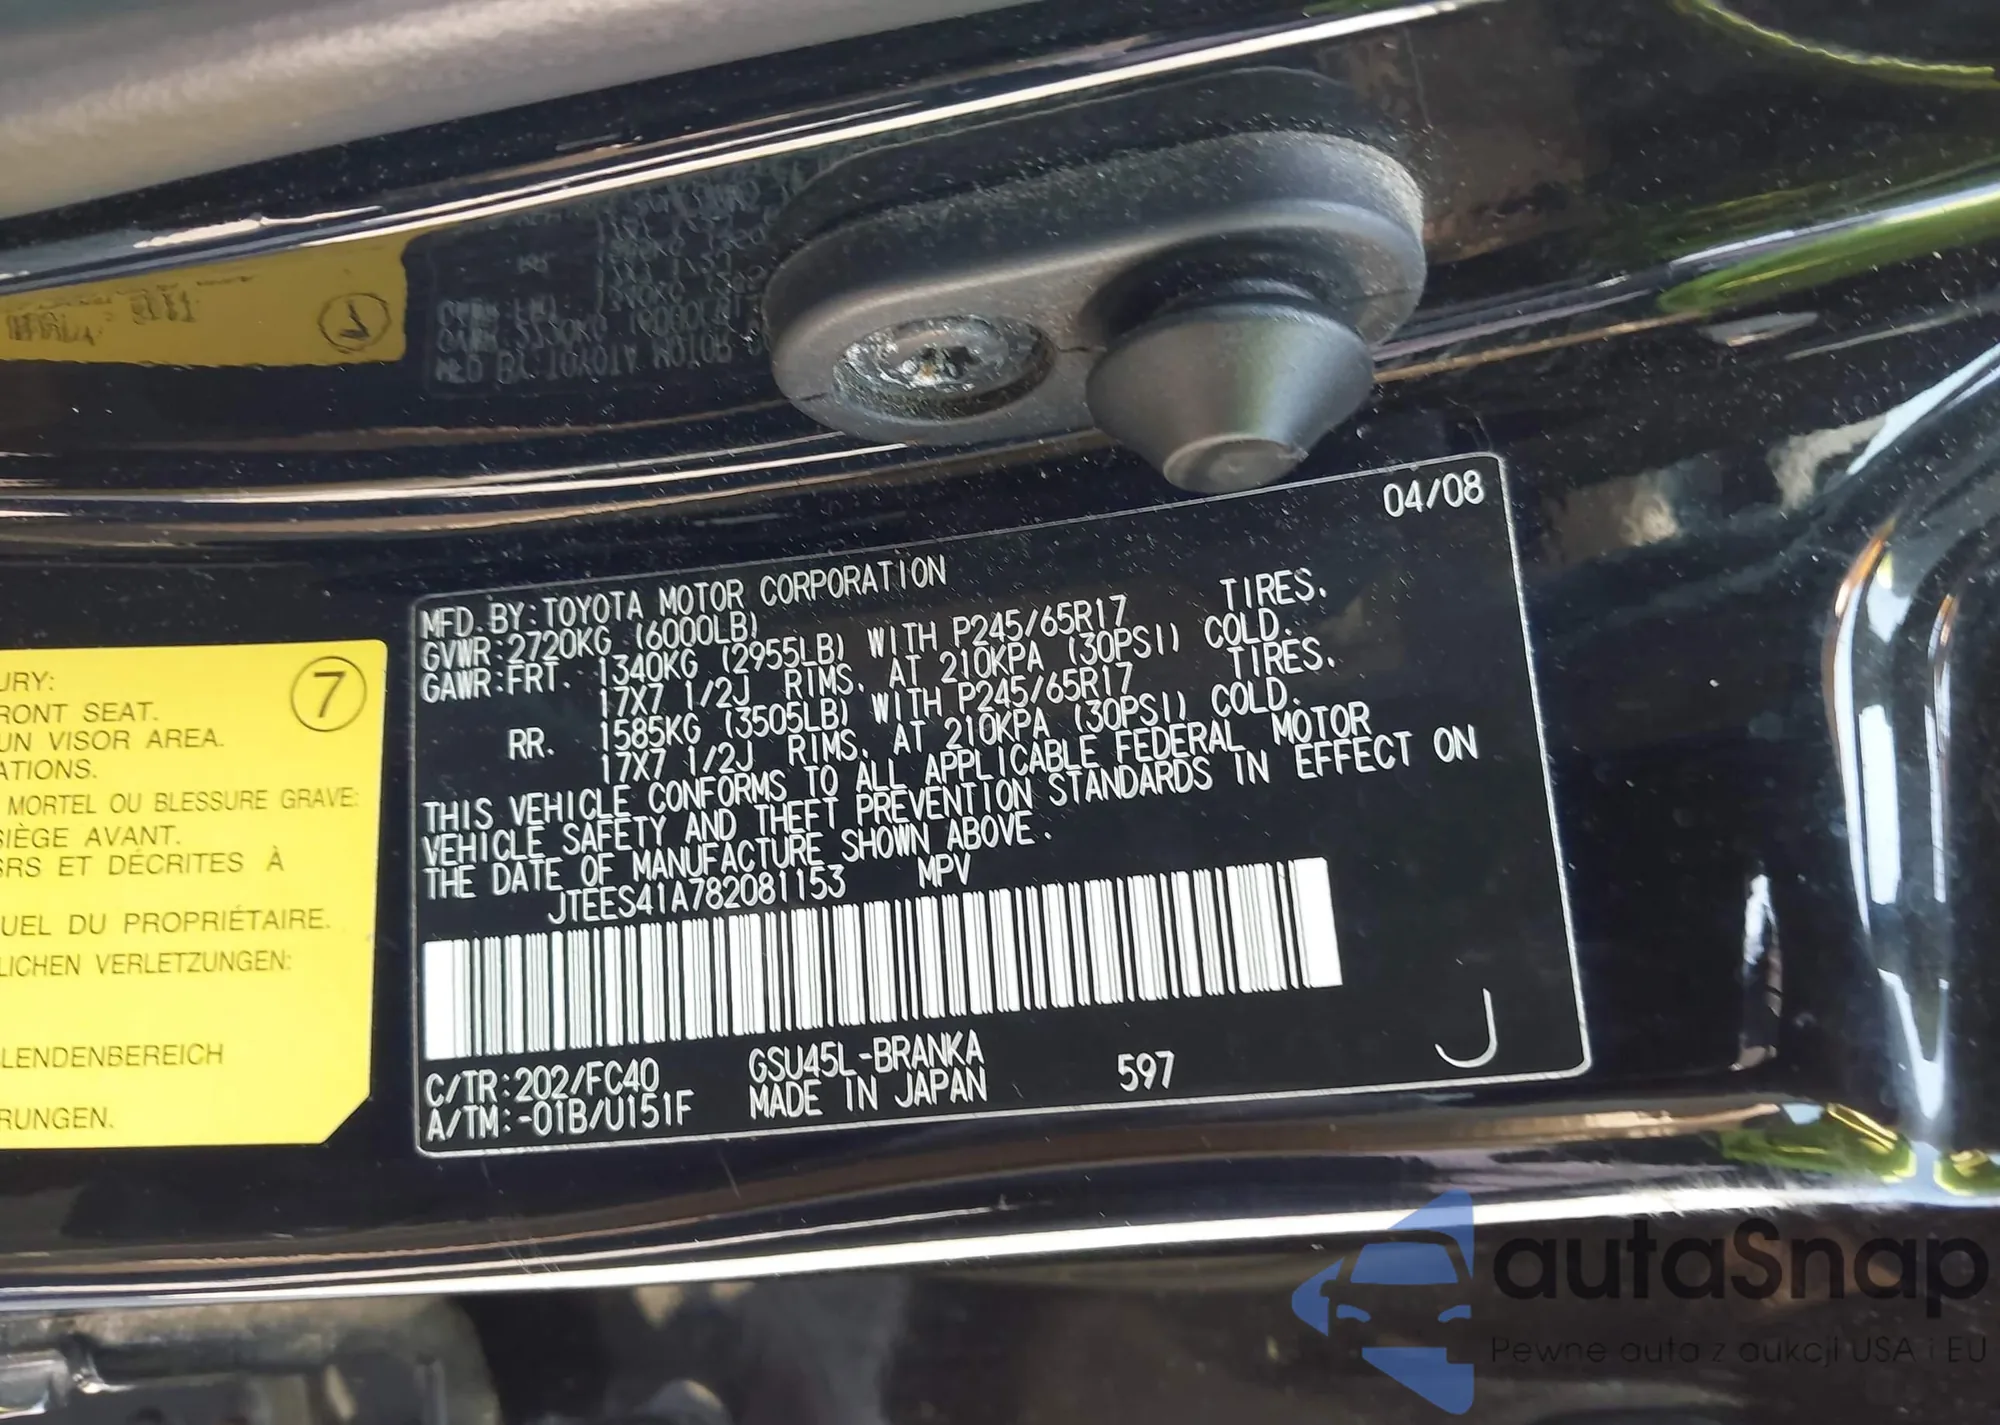 04/08
MFD. BY: TOYOTA MOTOR CORPORATION
GVWR: 2720KG (6000LB)
GAWR: FRT. 1340KG (2955LB) WITH P245/65R17 TIRES.
17X7 1/2J RIMS. AT 210KPA (30PSI) COLD.
RR. 1585KG (3505LB) WITH P245/65R17 TIRES.
17X7 1/2J RIMS. AT 210KPA (30PSI) COLD.
THIS VEHICLE CONFORMS TO ALL APPLICABLE FEDERAL MOTOR
VEHICLE SAFETY AND THEFT PREVENTION STANDARDS IN EFFECT ON
THE DATE OF MANUFACTURE SHOWN ABOVE.
JTEES41A782081153 MPV
C/TR: 202/FC40 GSU45L-BRANKA 597
A/TM: -01B/U151F MADE IN JAPAN
J
URY:
7
RONT SEAT.
UN VISOR AREA.
ATIONS.
MORTEL OU BLESSURE GRAVE:
SIÈGE AVANT.
SRS ET DÉCRITES À
UEL DU PROPRIÉTAIRE.
LICHEN VERLETZUNGEN:
LENDENBEREICH
RUNGEN.
autaSnap
Pewne auta z aukcji USA i EU